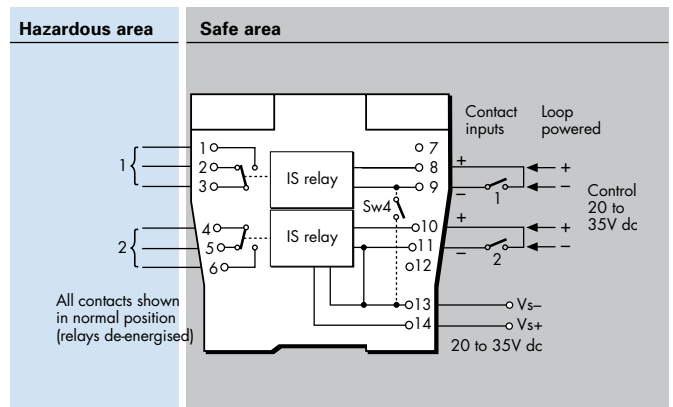 Hazardous area
Safe area
Contact inputs
Loop powered
1
1
2
3
IS relay
7
8
9
+
–
1
+
–
Control
20 to
35V dc
Sw4
2
4
5
6
IS relay
10
11
12
+
–
2
+
–
13
14
Vs–
Vs+
20 to 35V dc
All contacts shown
in normal position
(relays de-energised)